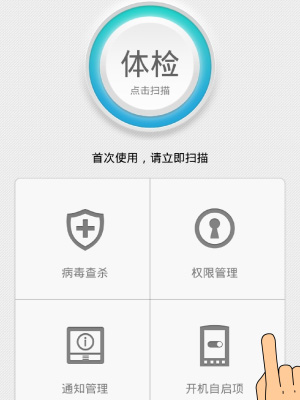 体检
点击扫描
首次使用，请立即扫描
病毒查杀
权限管理
通知管理
开机自启项